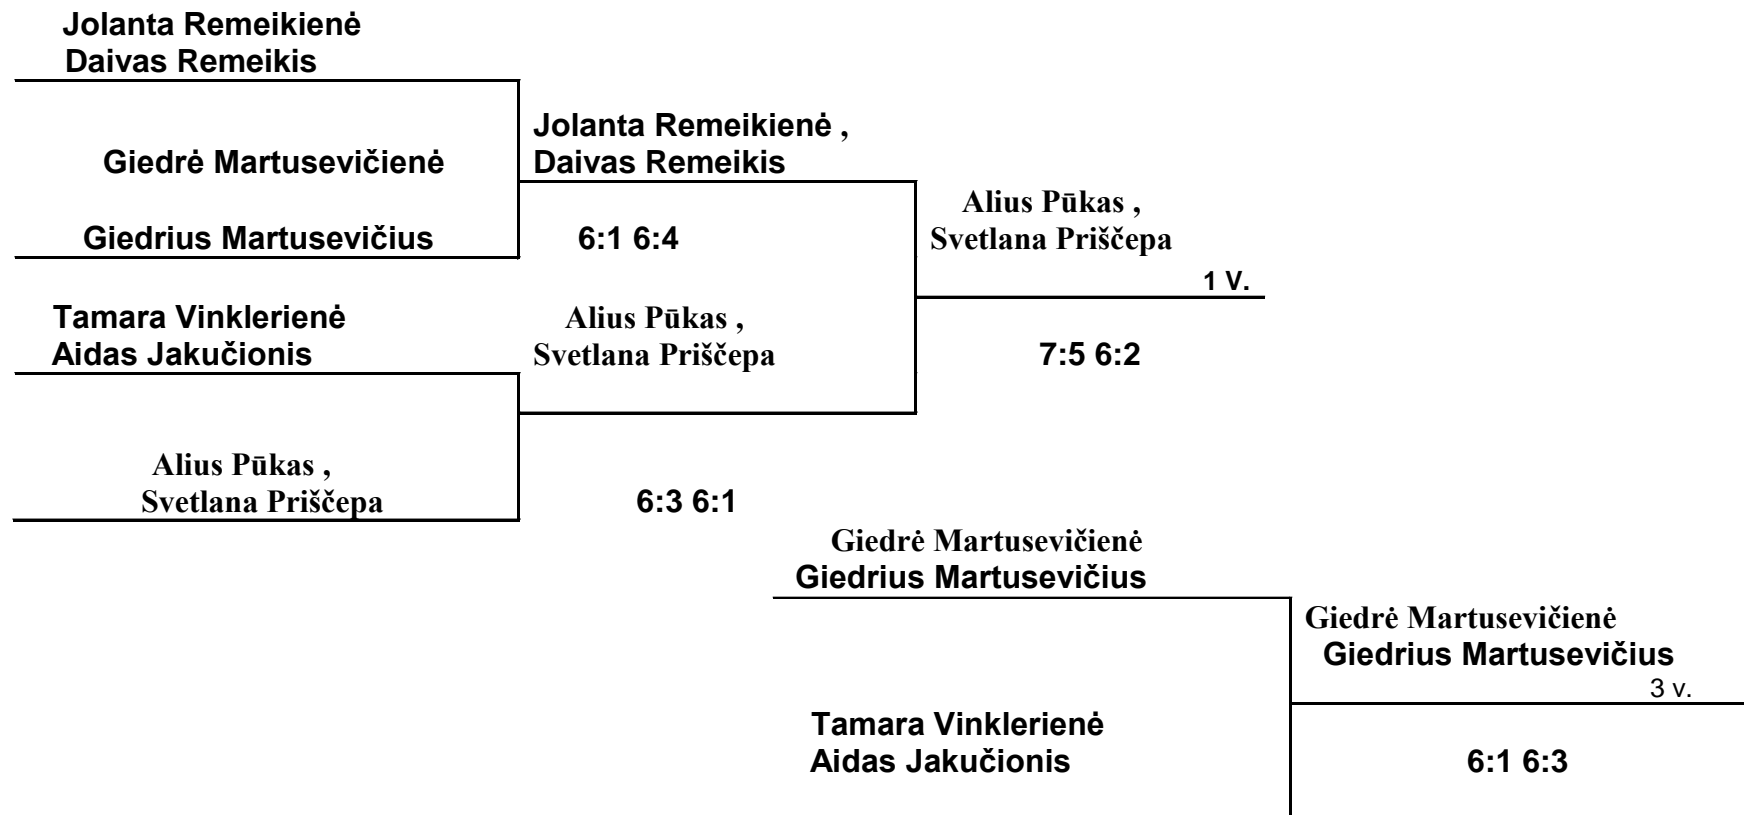 Jolanta Remeikienė
Daivas Remeikis
Jolanta Remeikienė ,
Giedrė Martusevičienė
Daivas Remeikis
Alius Pūkas ,
Giedrius Martusevičius
6:1 6:4
Svetlana Priščepa
1 V.
Tamara Vinklerienė
Alius Pūkas ,
Aidas Jakučionis
Svetlana Priščepa
7:5 6:2
Alius Pūkas ,
Svetlana Priščepa
6:3 6:1
Giedrė Martusevičienė
Giedrius Martusevičius
Giedrė Martusevičienė
Giedrius Martusevičius
3 v.
Tamara Vinklerienė
Aidas Jakučionis
6:1 6:3